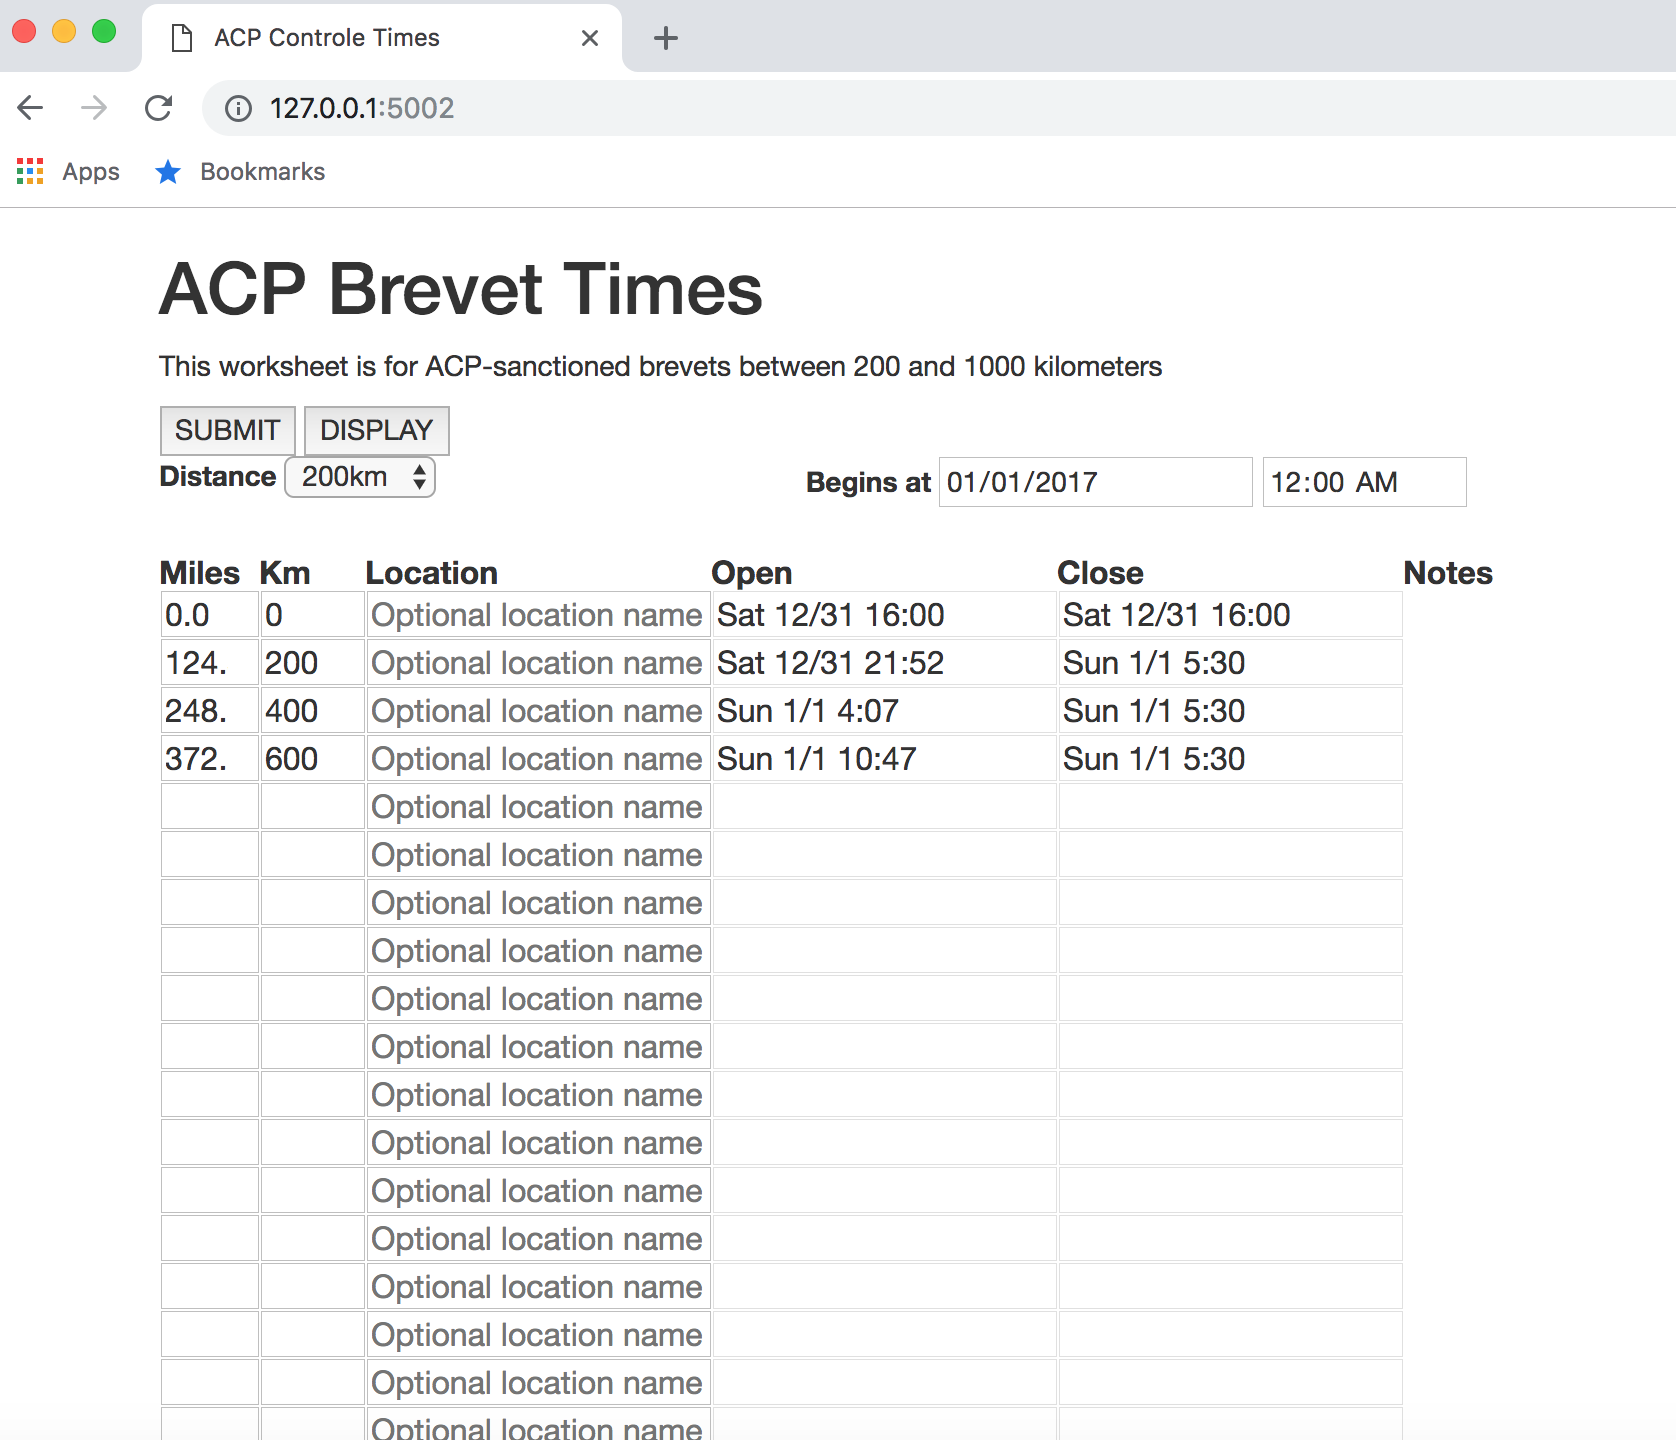 ACP Controle Times
127.0.0.1:5002
Apps Bookmarks
ACP Brevet Times
This worksheet is for ACP-sanctioned brevets between 200 and 1000 kilometers
SUBMIT DISPLAY
Distance 200km Begins at 01/01/2017 12:00 AM
Miles Km Location Open Close Notes
0.0 0 Optional location name Sat 12/31 16:00 Sat 12/31 16:00
124. 200 Optional location name Sat 12/31 21:52 Sun 1/1 5:30
248. 400 Optional location name Sun 1/1 4:07 Sun 1/1 5:30
372. 600 Optional location name Sun 1/1 10:47 Sun 1/1 5:30
Optional location name
Optional location name
Optional location name
Optional location name
Optional location name
Optional location name
Optional location name
Optional location name
Optional location name
Optional location name
Optional location name
Optional location name
Optional location name
Optional location name